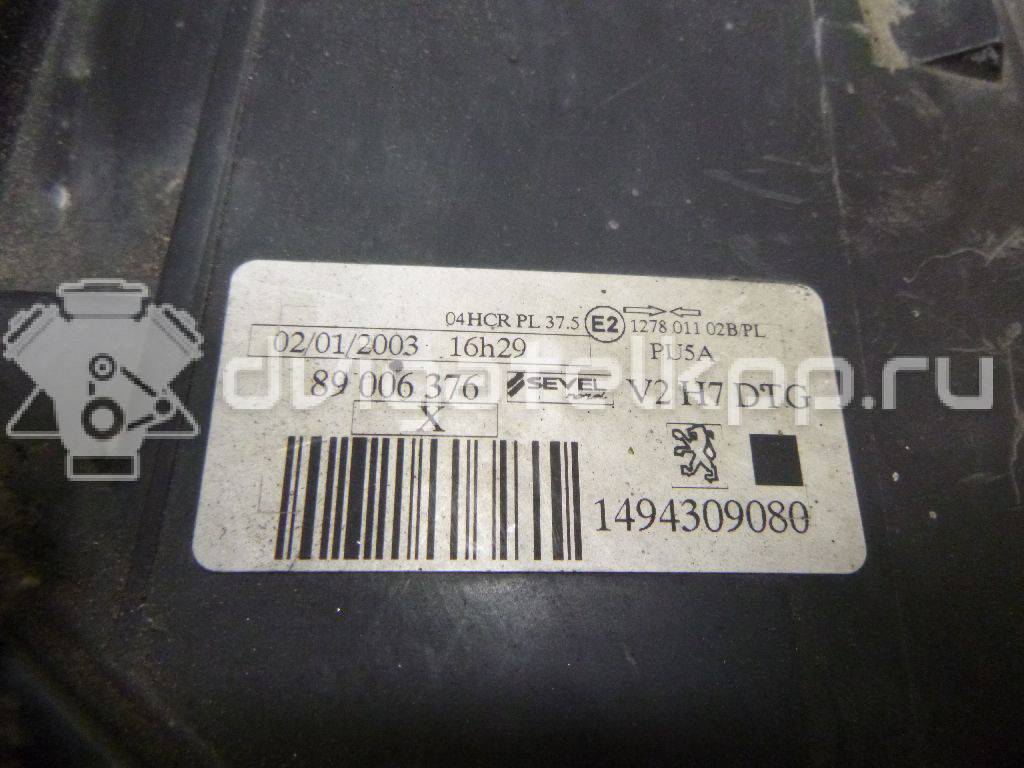 04HCR PL 37.5 E2 1278 011 02B/PL
02/01/2003 16h29 PU5A
89 006 376 SEVEL V2 H7 DTG
X
1494309080
dvigatelkpp.ru